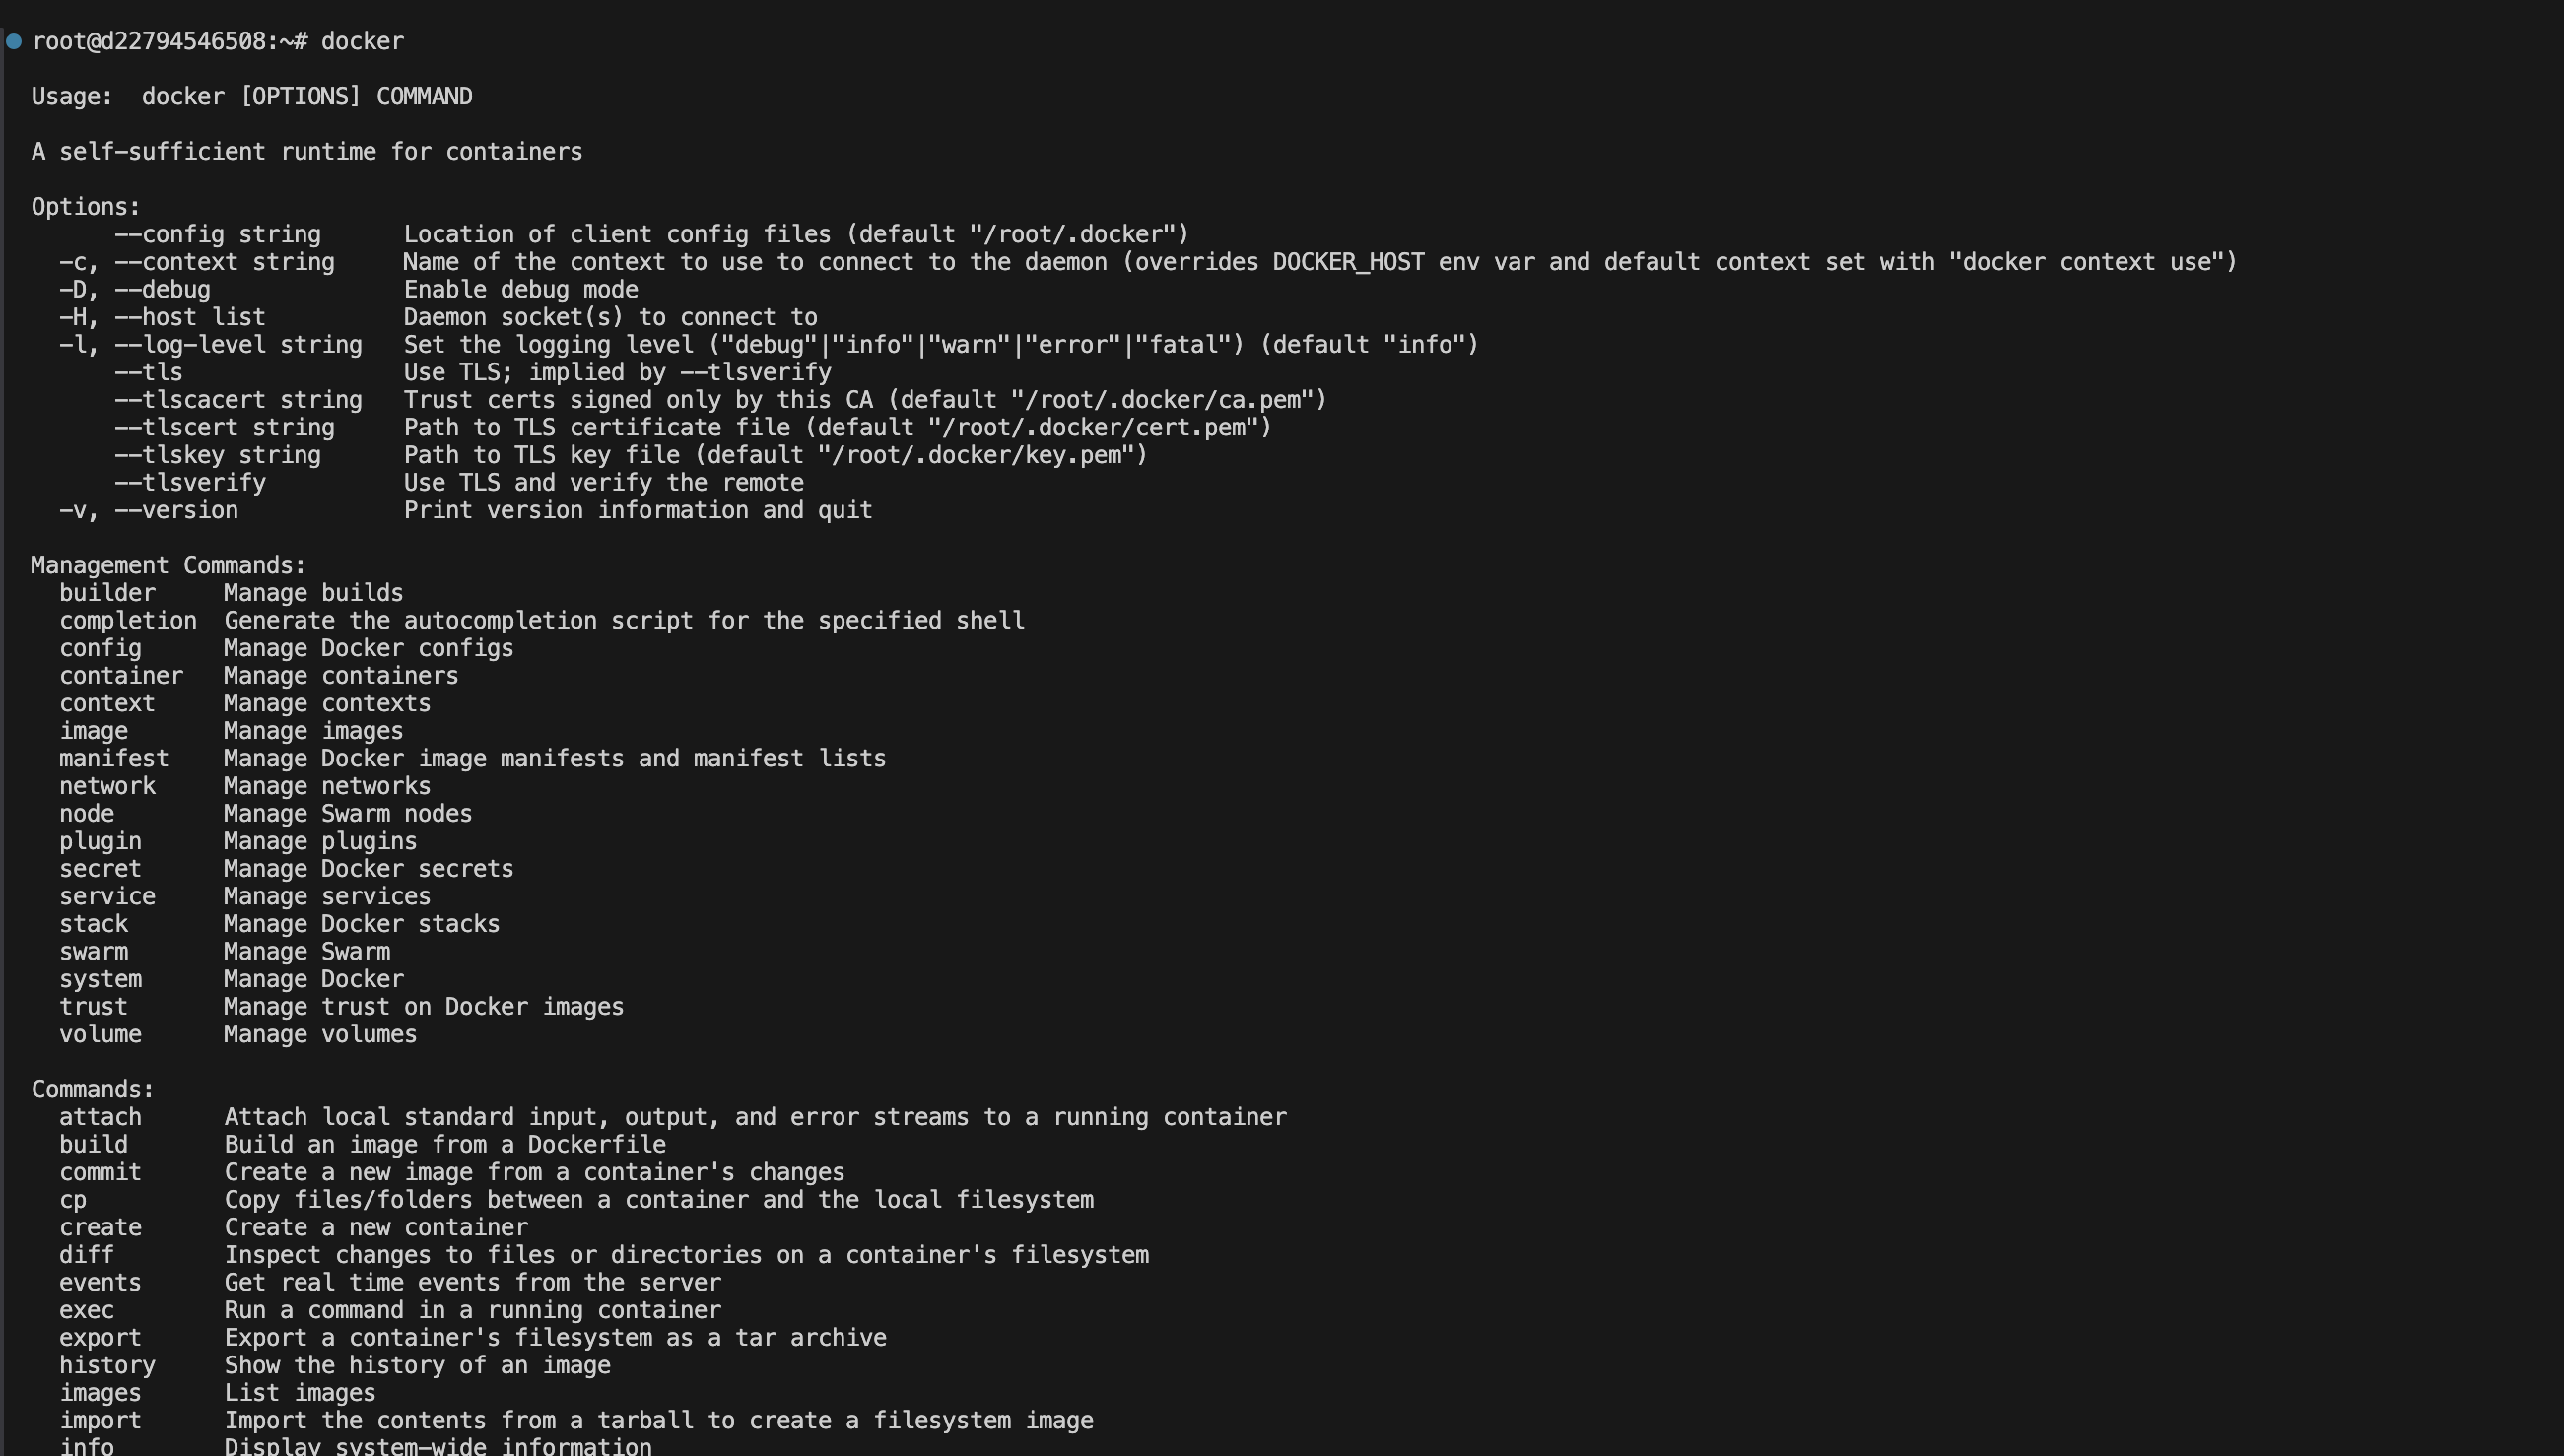 root@d22794546508:~# docker
Usage:  docker [OPTIONS] COMMAND
A self-sufficient runtime for containers
Options:
      --config string      Location of client config files (default "/root/.docker")
  -c, --context string     Name of the context to use to connect to the daemon (overrides DOCKER_HOST env var and default context set with "docker context use")
  -D, --debug              Enable debug mode
  -H, --host list          Daemon socket(s) to connect to
  -l, --log-level string   Set the logging level ("debug"|"info"|"warn"|"error"|"fatal") (default "info")
      --tls                Use TLS; implied by --tlsverify
      --tlscacert string   Trust certs signed only by this CA (default "/root/.docker/ca.pem")
      --tlscert string     Path to TLS certificate file (default "/root/.docker/cert.pem")
      --tlskey string      Path to TLS key file (default "/root/.docker/key.pem")
      --tlsverify          Use TLS and verify the remote
  -v, --version            Print version information and quit
Management Commands:
  builder     Manage builds
  completion  Generate the autocompletion script for the specified shell
  config      Manage Docker configs
  container   Manage containers
  context     Manage contexts
  image       Manage images
  manifest    Manage Docker image manifests and manifest lists
  network     Manage networks
  node        Manage Swarm nodes
  plugin      Manage plugins
  secret      Manage Docker secrets
  service     Manage services
  stack       Manage Docker stacks
  swarm       Manage Swarm
  system      Manage Docker
  trust       Manage trust on Docker images
  volume      Manage volumes
Commands:
  attach      Attach local standard input, output, and error streams to a running container
  build       Build an image from a Dockerfile
  commit      Create a new image from a container's changes
  cp          Copy files/folders between a container and the local filesystem
  create      Create a new container
  diff        Inspect changes to files or directories on a container's filesystem
  events      Get real time events from the server
  exec        Run a command in a running container
  export      Export a container's filesystem as a tar archive
  history     Show the history of an image
  images      List images
  import      Import the contents from a tarball to create a filesystem image
  info        Display system-wide information